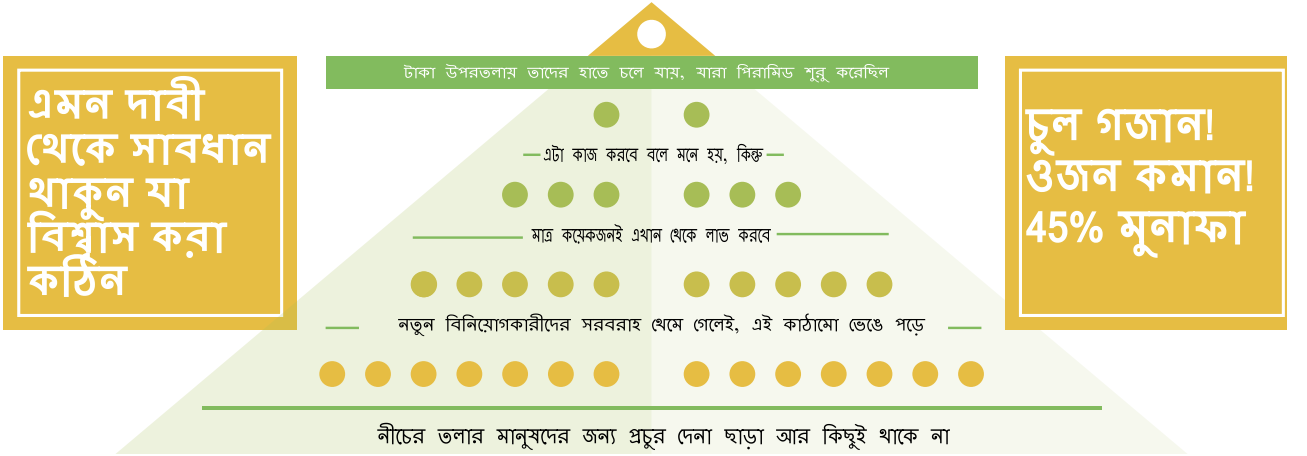 এমন দাবী
থেকে সাবধান
থাকুন যা
বিশ্বাস করা
কঠিন
টাকা উপরতলায় তাদের হাতে চলে যায়, যারা পিরামিড শুরু করেছিল
এটা কাজ করবে বলে মনে হয়, কিন্তু
মাত্র কয়েকজনই এখান থেকে লাভ করবে
নতুন বিনিয়োগকারীদের সরবরাহ থেমে গেলেই, এই কাঠামো ভেঙে পড়ে
নীচের তলার মানুষদের জন্য প্রচুর দেনা ছাড়া আর কিছুই থাকে না
চুল গজান!
ওজন কমান!
45% মুনাফা